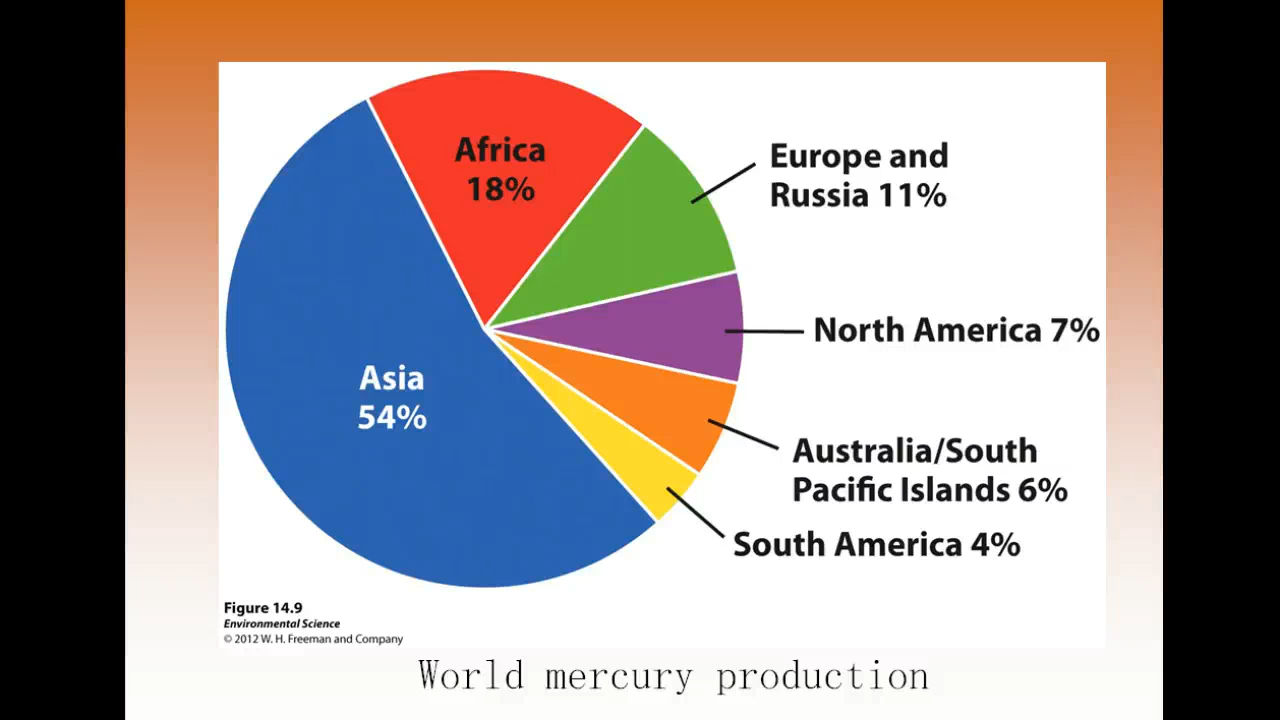 Africa
18%
Europe and
Russia 11%
North America 7%
Asia
54%
Australia/South
Pacific Islands 6%
South America 4%
Figure 14.9
Environmental Science
© 2012 W. H. Freeman and Company
World mercury production